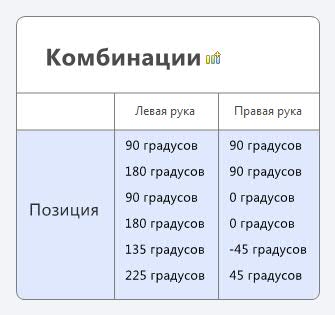 Комбинации
Левая рука Правая рука
Позиция
90 градусов 90 градусов
180 градусов 90 градусов
90 градусов 0 градусов
180 градусов 0 градусов
135 градусов -45 градусов
225 градусов 45 градусов